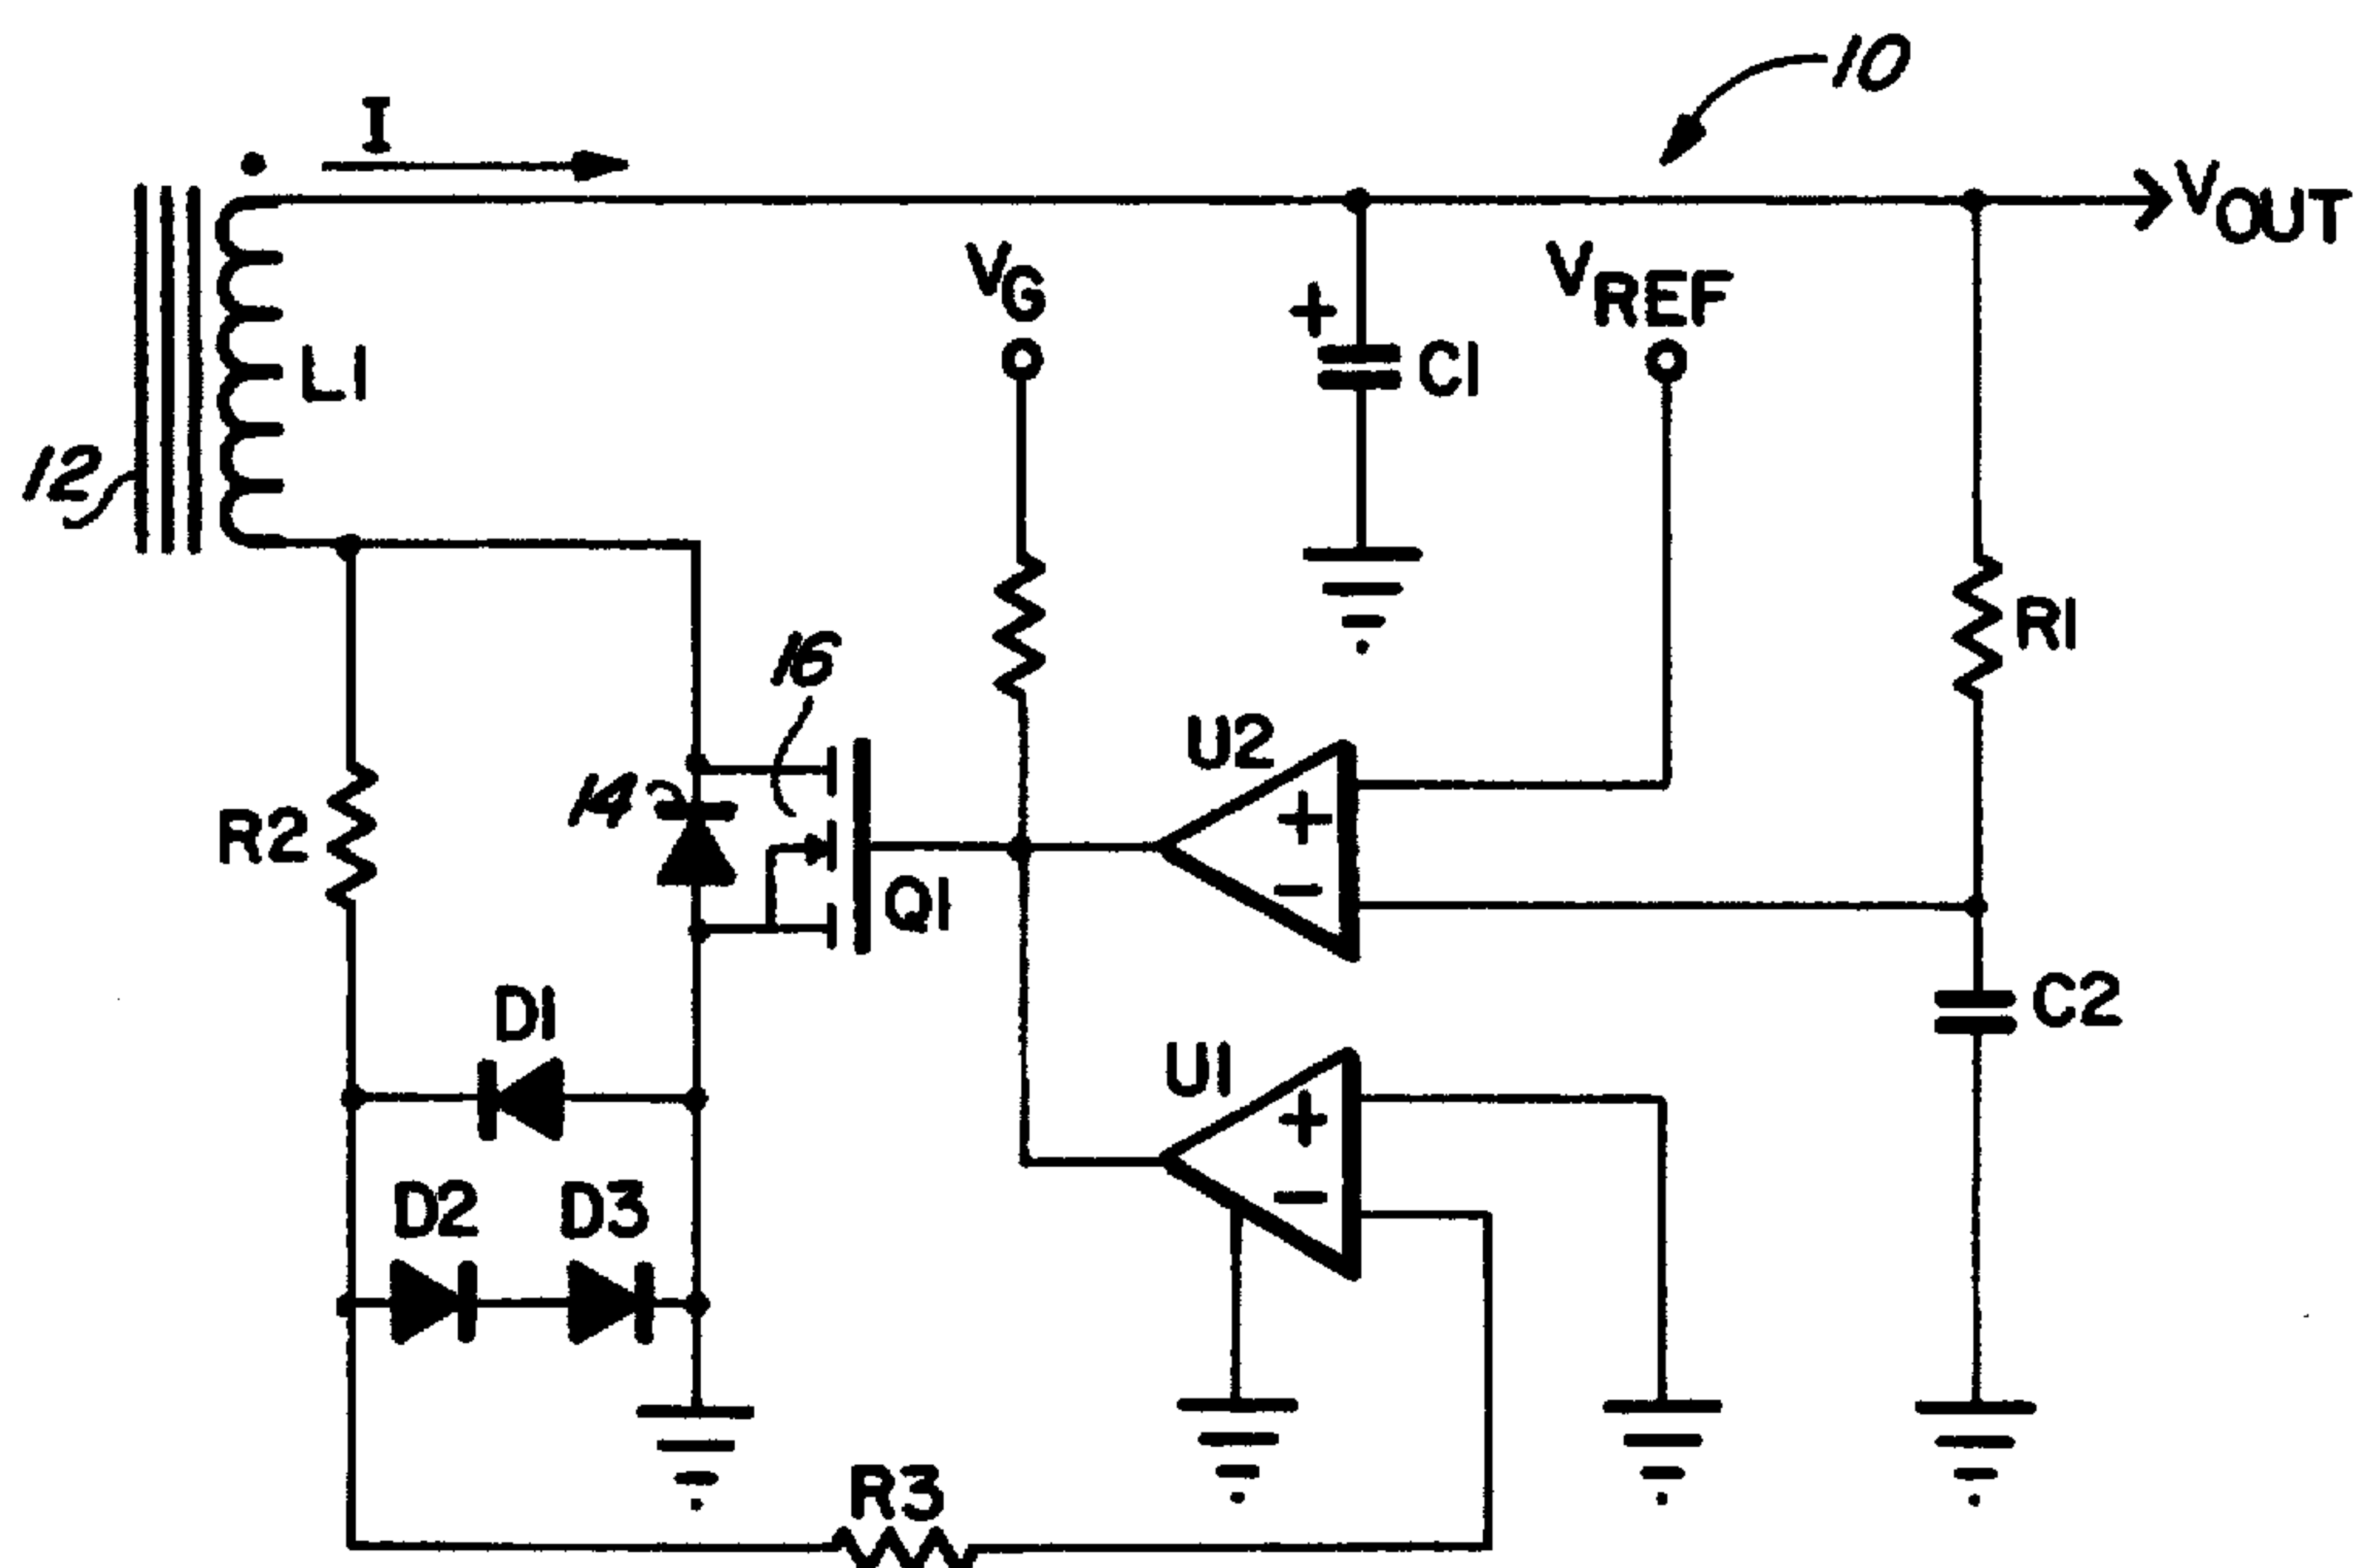 10
I
VOUT
VG
VREF
+
C1
L1
12
R1
16
U2
14
R2
+
Q1
−
C2
D1
U1
+
D2
D3
−
R3